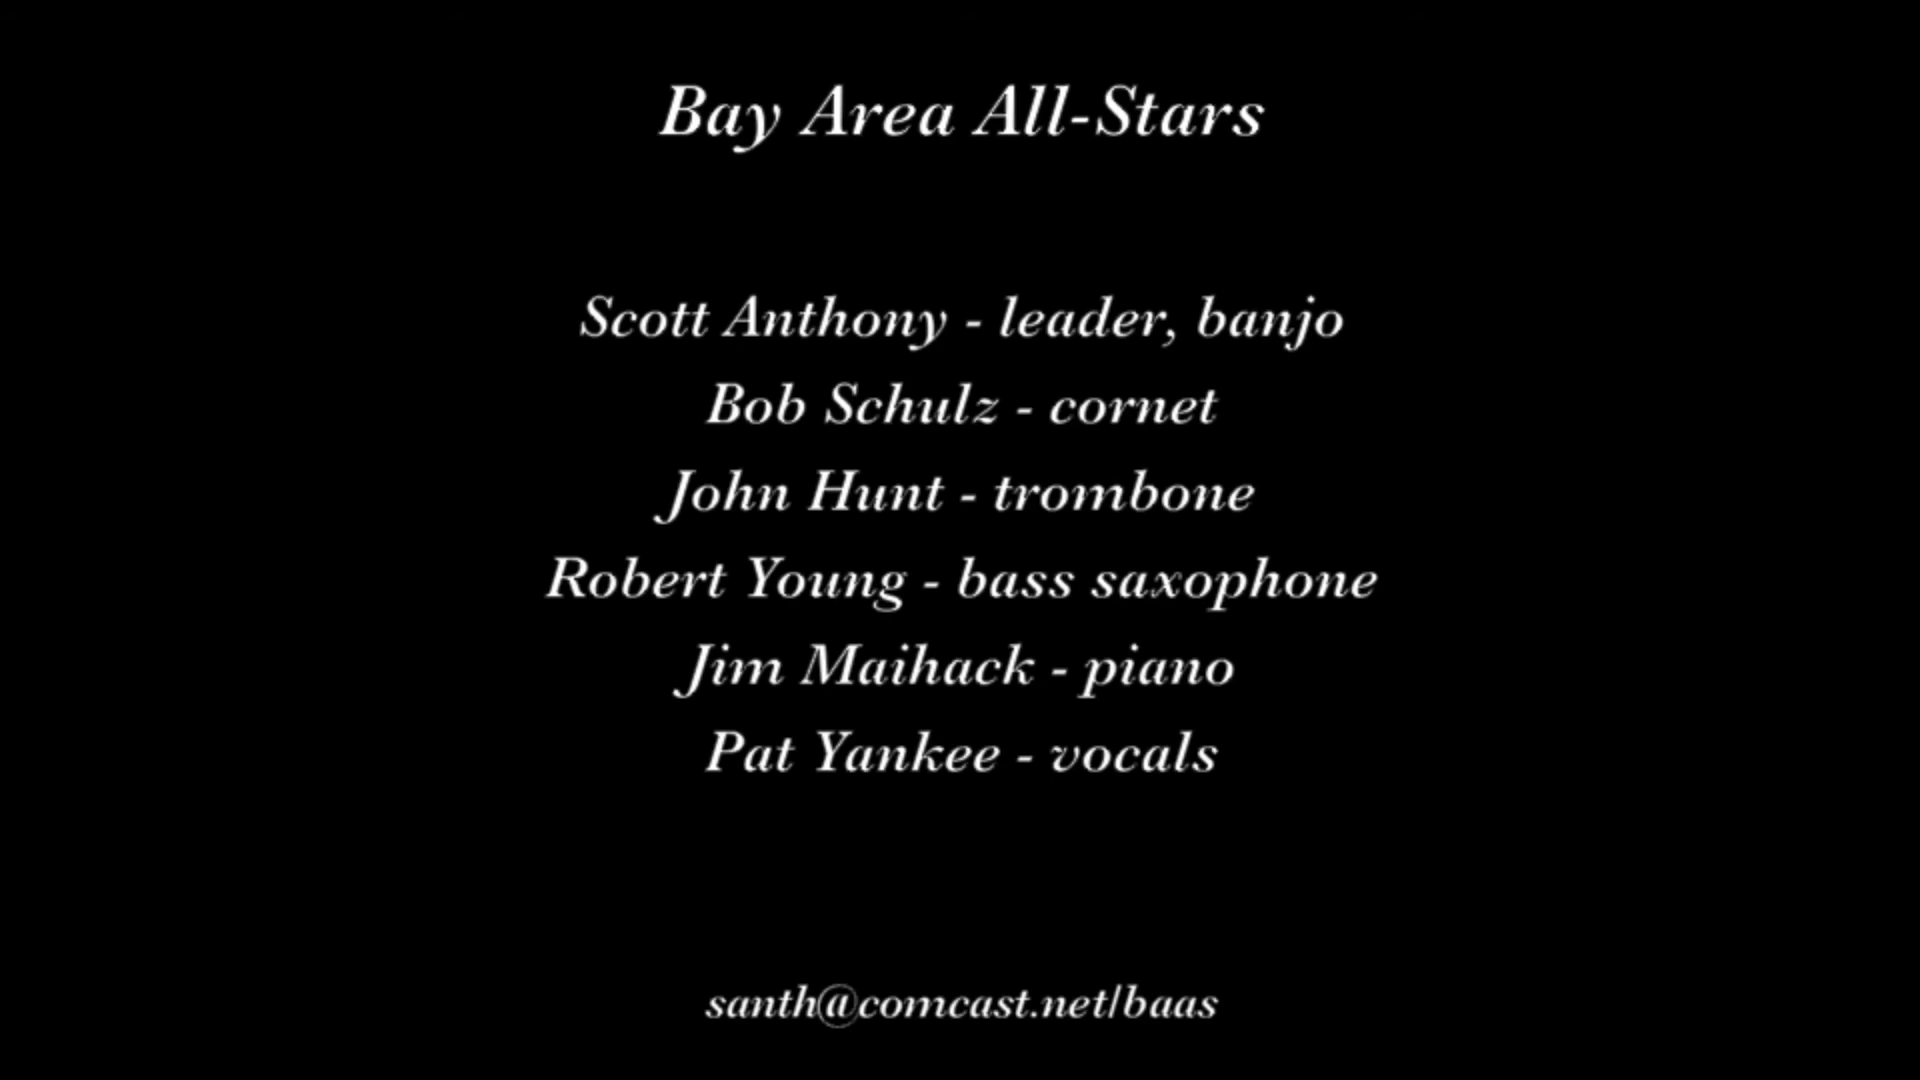 Bay Area All-Stars
Scott Anthony - leader, banjo
Bob Schulz - cornet
John Hunt - trombone
Robert Young - bass saxophone
Jim Maihack - piano
Pat Yankee - vocals
santh@comcast.net/baas